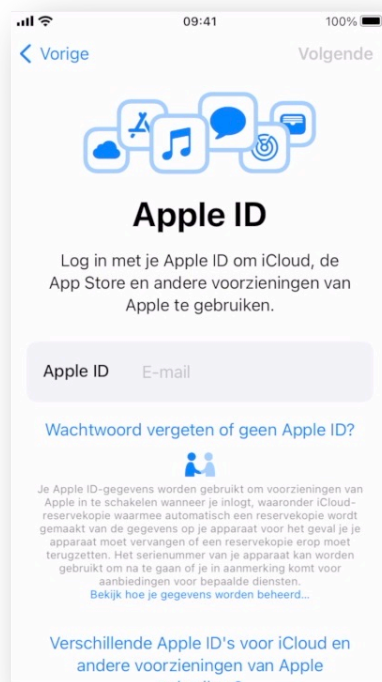 09:41 100%
Vorige Volgende
Apple ID
Log in met je Apple ID om iCloud, de
App Store en andere voorzieningen van
Apple te gebruiken.
Apple ID E-mail
Wachtwoord vergeten of geen Apple ID?
Je Apple ID-gegevens worden gebruikt om voorzieningen van
Apple in te schakelen wanneer je inlogt, waaronder iCloud-
reservekopie waarmee automatisch een reservekopie wordt
gemaakt van de gegevens op je apparaat voor het geval je je
apparaat moet vervangen of een reservekopie erop moet
terugzetten. Het serienummer van je apparaat kan worden
gebruikt om na te gaan of je in aanmerking komt voor
aanbiedingen voor bepaalde diensten.
Bekijk hoe je gegevens worden beheerd...
Verschillende Apple ID's voor iCloud en
andere voorzieningen van Apple